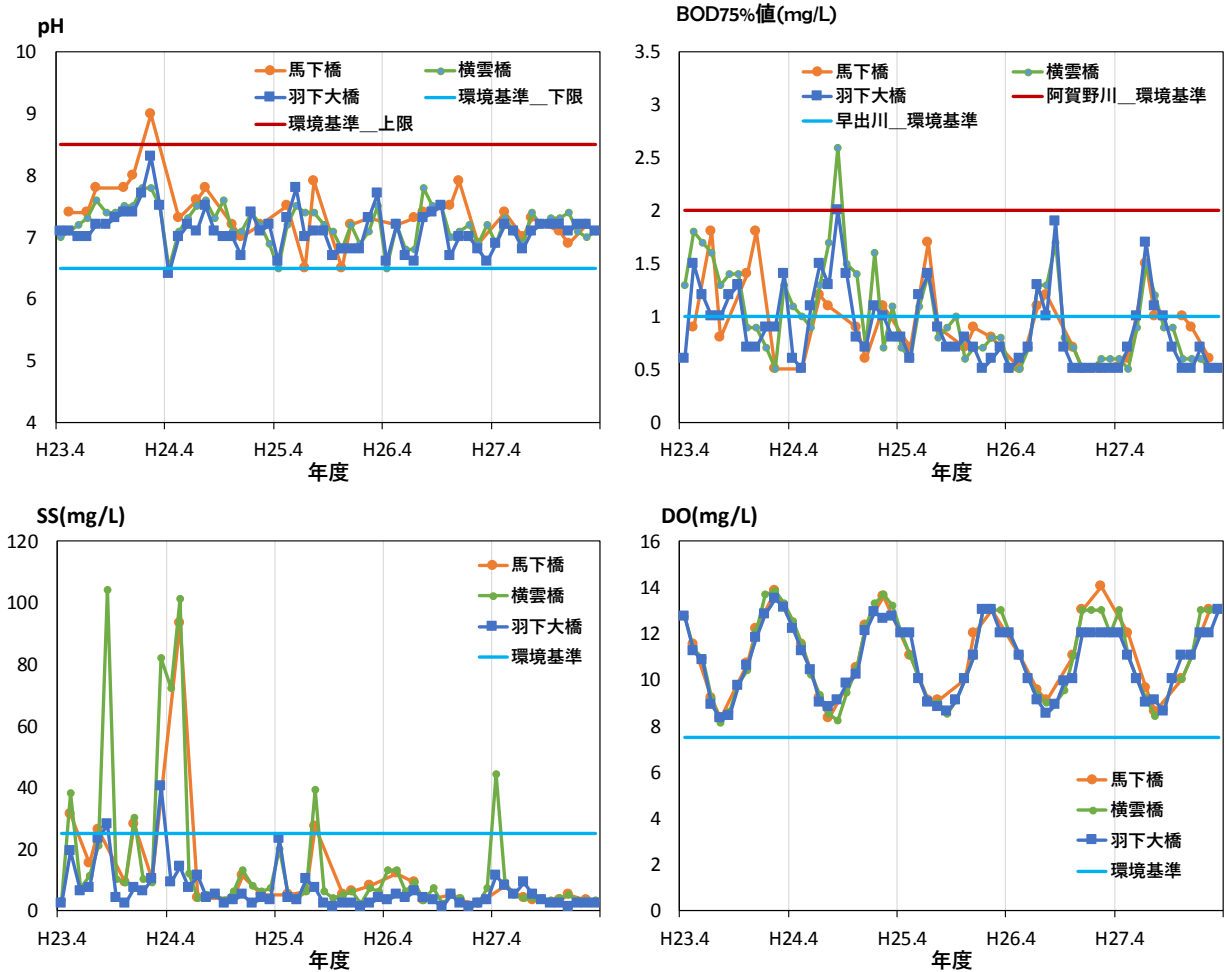 pH
10
9
8
7
6
5
4
馬下橋
横雲橋
羽下大橋
環境基準__下限
環境基準__上限
H23.4
H24.4
H25.4
H26.4
H27.4
年度
BOD75%値(mg/L)
3.5
3
2.5
2
1.5
1
0.5
0
馬下橋
横雲橋
羽下大橋
阿賀野川__環境基準
早出川__環境基準
H23.4
H24.4
H25.4
H26.4
H27.4
年度
SS(mg/L)
120
100
80
60
40
20
0
馬下橋
横雲橋
羽下大橋
環境基準
H23.4
H24.4
H25.4
H26.4
H27.4
年度
DO(mg/L)
16
14
12
10
8
6
4
2
0
馬下橋
横雲橋
羽下大橋
環境基準
H23.4
H24.4
H25.4
H26.4
H27.4
年度